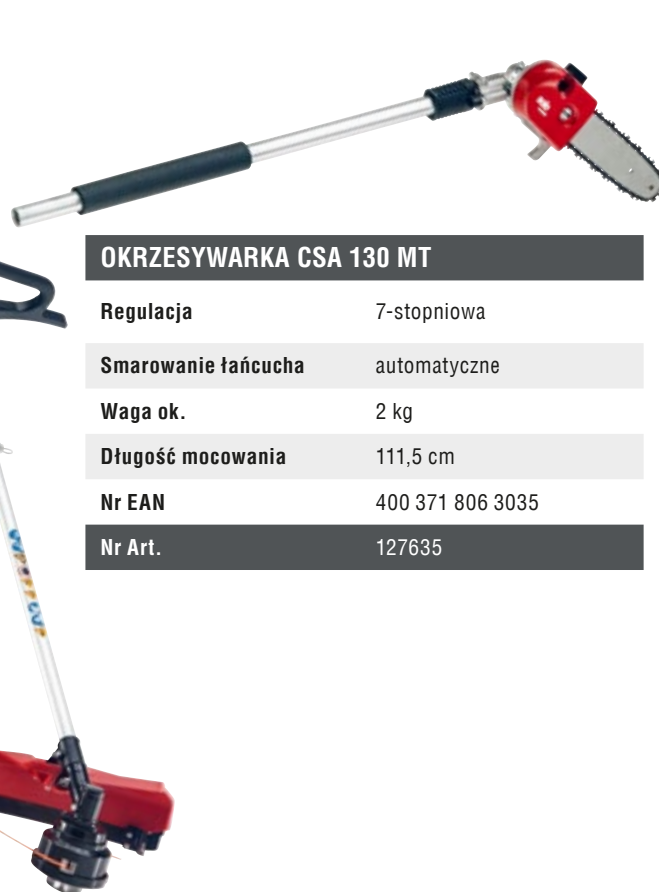 OKRZESYWARKA CSA 130 MT
Regulacja 7-stopniowa
Smarowanie łańcucha automatyczne
Waga ok. 2 kg
Długość mocowania 111,5 cm
Nr EAN 400 371 806 3035
Nr Art. 127635